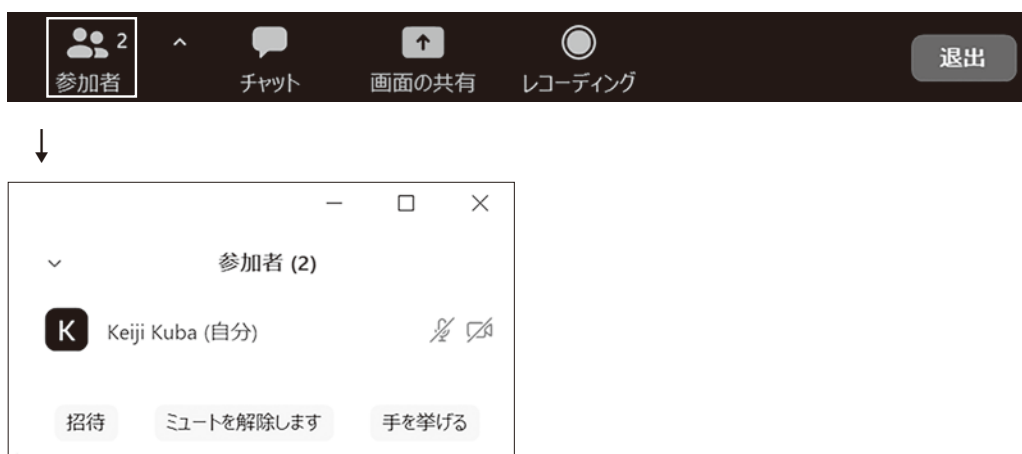 2
参加者 チャット 画面の共有 レコーディング 退出
参加者 (2)
K Keiji Kuba (自分)
招待 ミュートを解除します 手を挙げる